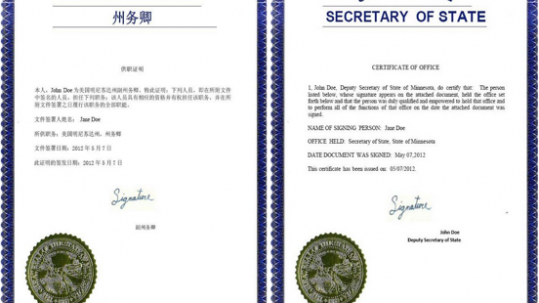 州务卿
供职证明
本人，John Doe 为美国明尼苏达州副州务卿，特此证明：下列人员，即在所附文件
中签名的人员，担任下列职务；该人员具有相应的资格并有权担任该职务，并在所
附文件签署之日履行该职务的全部职能。
文件签署人姓名： Jane Doe
所供职务：美国明尼苏达州，州务卿
文件签署日期：2012 年 5 月 7 日
此证明的签发日期：2012 年 5 月 7 日
Signature
副州务卿
SECRETARY OF STATE
CERTIFICATE OF OFFICE
I, John Doe, Deputy Secretary of State of Minnesota, do certify that: The person
listed below, whose signature appears on the attached document, held the office set
forth below and that the person was duly qualified and empowered to hold that office and
to perform all of the functions of that office on the date the attached document was
signed.
NAME OF SIGNING PERSON: Jane Doe
OFFICE HELD: Secretary of State, State of Minnesota
DATE DOCUMENT WAS SIGNED: May 07,2012
This certificate has been issued on 05/07/2012.
Signature
John Doe
Deputy Secretary of State